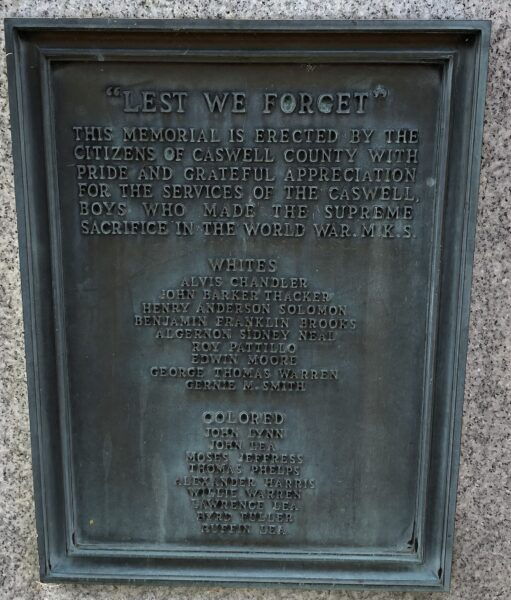 "LEST WE FORGET"
THIS MEMORIAL IS ERECTED BY THE
CITIZENS OF CASWELL COUNTY WITH
PRIDE AND GRATEFUL APPRECIATION
FOR THE SERVICES OF THE CASWELL,
BOYS WHO MADE THE SUPREME
SACRIFICE IN THE WORLD WAR. M.K.S.
WHITES
ALVIS CHANDLER
JOHN BARKER THACKER
HENRY ANDERSON SOLOMON
BENJAMIN FRANKLIN BROOKS
ALGERNON SIDNEY NEAL
ROY PATTILLO
EDWIN MOORE
GEORGE THOMAS WARREN
GERNIE M. SMITH
COLORED
JOHN LYNN
JOHN LEA
MOSES JEFFRESS
THOMAS PHELPS
ALEXANDER HARRIS
WILLIE WARREN
LAWRENCE LEA
FULLER
RUFFIN LEA